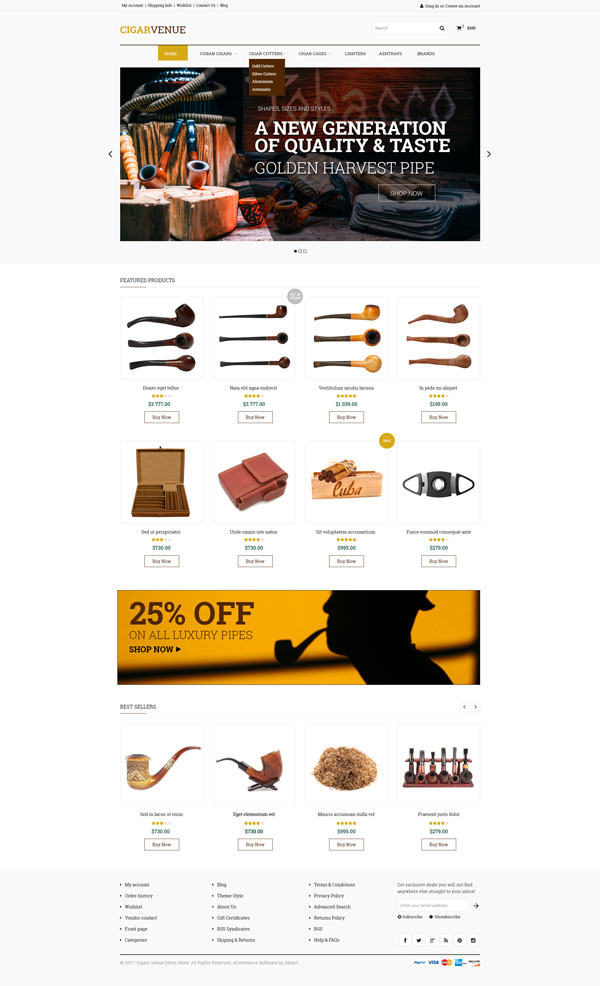 My Account | Shipping Info | Wishlist | Contact Us | Blog
Sing In or Create an account
CIGARVENUE
Search
HOME CUBAN CIGARS CIGAR CUTTERS CIGAR CASES LIGHTERS ASHTRAYS BRANDS
Gold Cutters
Silver Cutters
Aluminium
Automatic
SHAPES, SIZES AND STYLES
A NEW GENERATION
OF QUALITY & TASTE
GOLDEN HARVEST PIPE
SHOP NOW
FEATURED PRODUCTS
Donec eget tellus
$3 777.00
Buy Now
Nam elit agna endrerit
$3 777.00
Buy Now
Vestibulum iaculis lacinia
$1 039.00
Buy Now
In pede mi aliquet
$199.00
Buy Now
SALE
Sed ut perspiciatis
$730.00
Buy Now
Unde omnis iste natus
$730.00
Buy Now
Cuba
Sit voluptatem accusantium
$995.00
Buy Now
Fusce euismod consequat ante
$279.00
Buy Now
25% OFF
ON ALL LUXURY PIPES
SHOP NOW
BEST SELLERS
Sed in lacus ut enim
$730.00
Buy Now
Eget elementum vel
$730.00
Buy Now
Mauris accumsan nulla vel
$995.00
Buy Now
Praesent justo dolor
$279.00
Buy Now
My account
Order history
Wishlist
Vendor contact
Front page
Categories
Blog
Theme Style
About Us
Gift Certificates
RSS Syndicates
Shiping & Returns
Terms & Conditions
Privacy Policy
Advanced Search
Returns Policy
RSS
Help & FAQs
Get exclusive deals you will not find
anywhere else straight to your inbox!
Enter your email address
Subscribe Unsubscribe
© 2017 Cigars Venue Demo Store. All Rights Reserved. eCommerce Software by 3dcart.
PayPal VISA